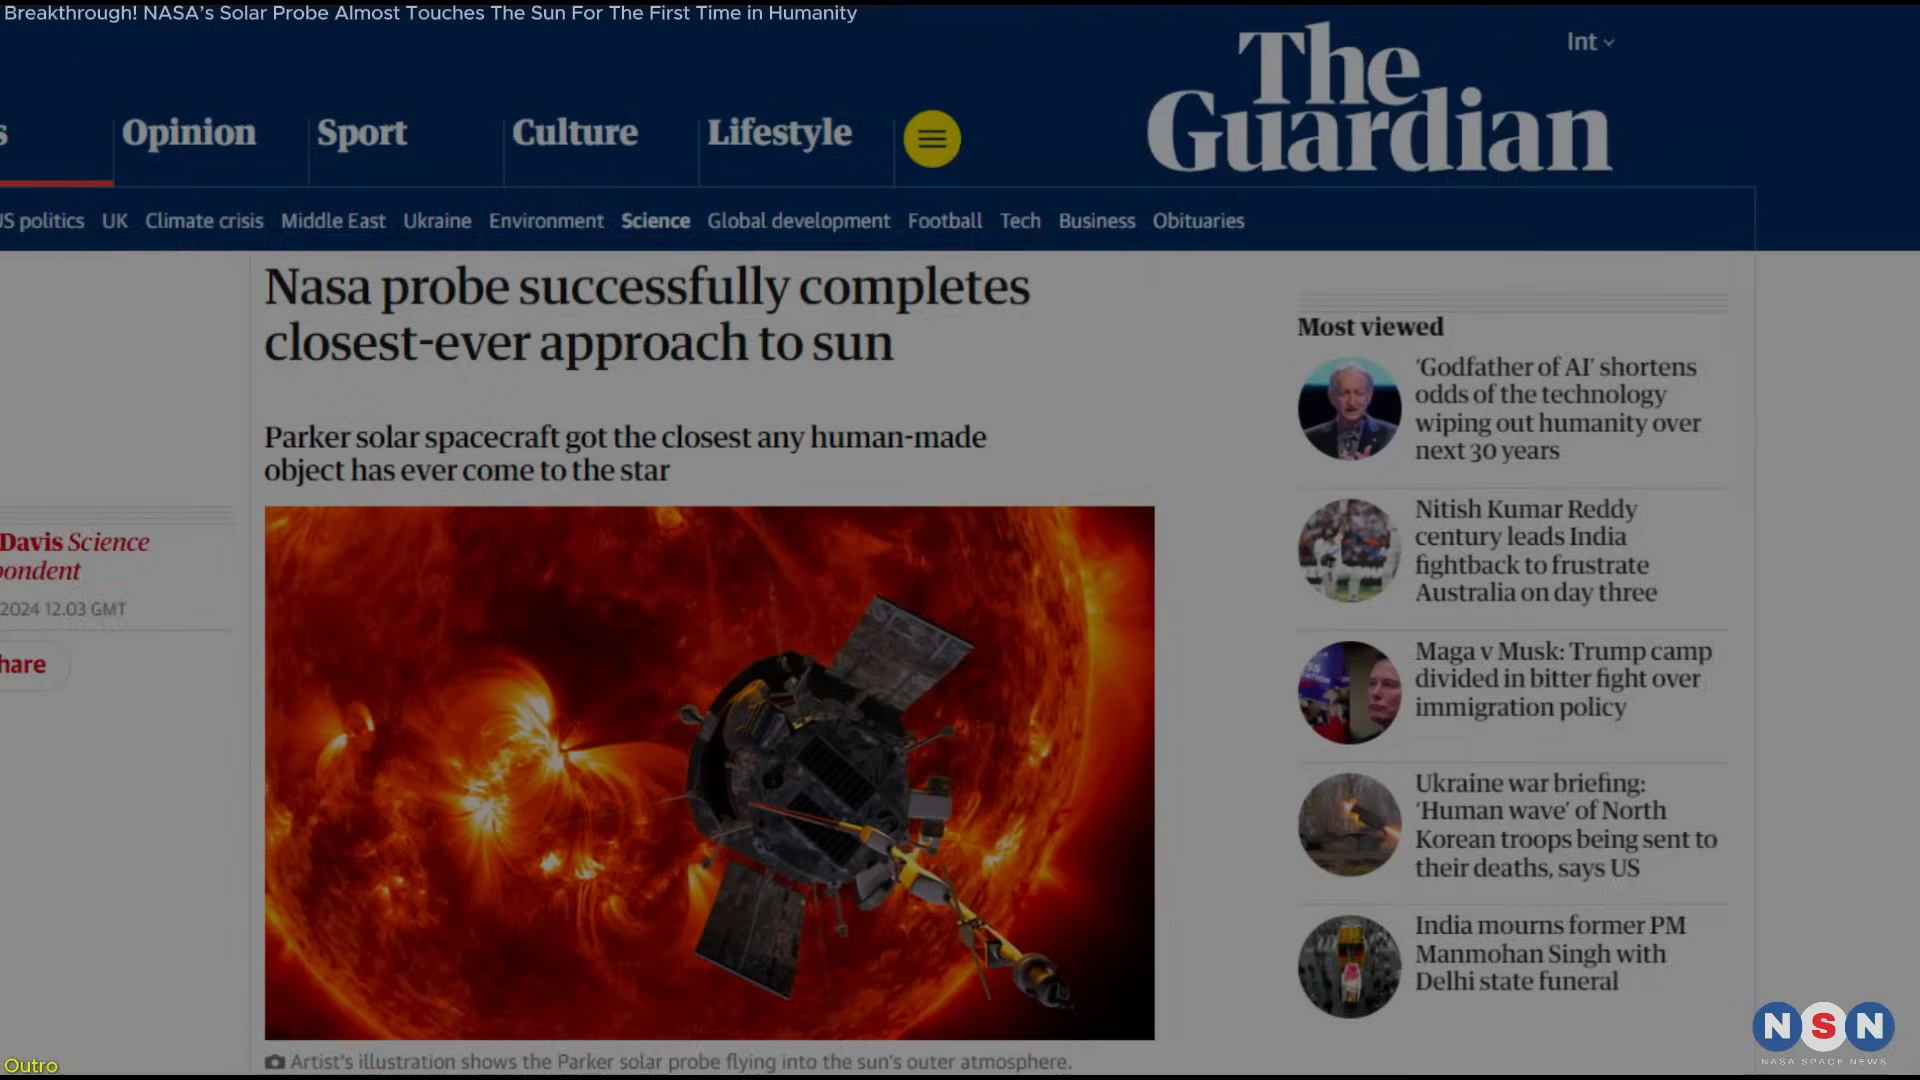 Breakthrough! NASA’s Solar Probe Almost Touches The Sun For The First Time in Humanity
The
Guardian
Int
s
Opinion
Sport
Culture
Lifestyle
US politics UK Climate crisis Middle East Ukraine Environment Science Global development Football Tech Business Obituaries
Nasa probe successfully completes
closest-ever approach to sun
Parker solar spacecraft got the closest any human-made
object has ever come to the star
Davis Science
pondent
2024 12.03 GMT
hare
Artist's illustration shows the Parker solar probe flying into the sun's outer atmosphere.
Most viewed
‘Godfather of AI’ shortens
odds of the technology
wiping out humanity over
next 30 years
Nitish Kumar Reddy
century leads India
fightback to frustrate
Australia on day three
Maga v Musk: Trump camp
divided in bitter fight over
immigration policy
Ukraine war briefing:
‘Human wave’ of North
Korean troops being sent to
their deaths, says US
India mourns former PM
Manmohan Singh with
Delhi state funeral
NSN
NASA SPACE NEWS
Outro